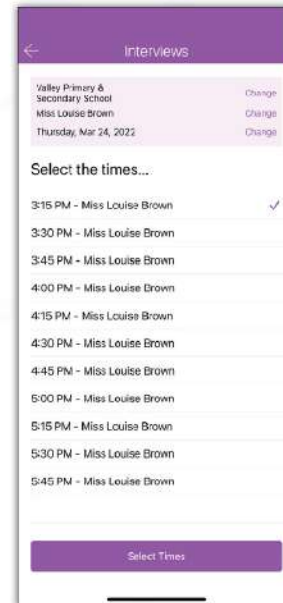 Interviews
Valley Primary &
Secondary School
Change
Miss Louise Brown
Change
Thursday, Mar 24, 2022
Change
Select the times...
3:15 PM - Miss Louise Brown
3:30 PM - Miss Louise Brown
3:45 PM - Miss Louise Brown
4:00 PM - Miss Louise Brown
4:15 PM - Miss Louise Brown
4:30 PM - Miss Louise Brown
4:45 PM - Miss Louise Brown
5:00 PM - Miss Louise Brown
5:15 PM - Miss Louise Brown
5:30 PM - Miss Louise Brown
5:45 PM - Miss Louise Brown
Select Times